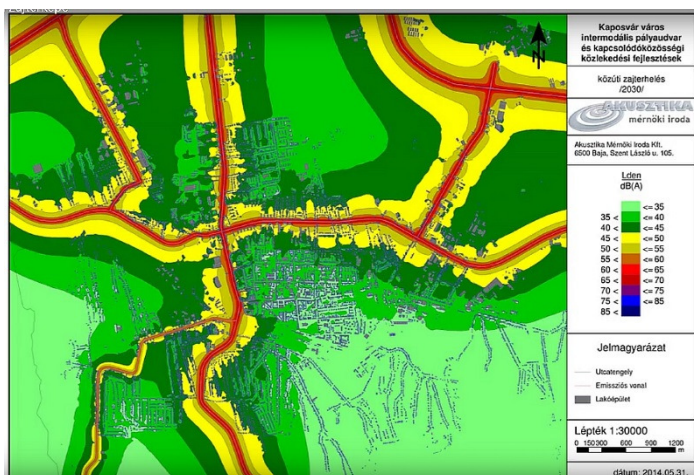 Kaposvár város
intermodális pályaudvar
és kapcsolódóközösségi
közlekedési fejlesztések
közúti zajterhelés
/2030/
AKUSZTIKA
mérnöki iroda
Akusztika Mérnöki Iroda Kft.
6500 Baja, Szent László u. 105.
Lden
dB(A)
<=35
35 < <=40
40 < <=45
45 < <=50
50 < <=55
55 < <=60
60 < <=65
65 < <=70
70 < <=75
75 < <=85
85 <
Jelmagyarázat
Utcatengely
Emissziós vonal
Lakóépület
Lépték 1:30000
0 150 300 600 900 1200
m
dátum: 2014.05.31.